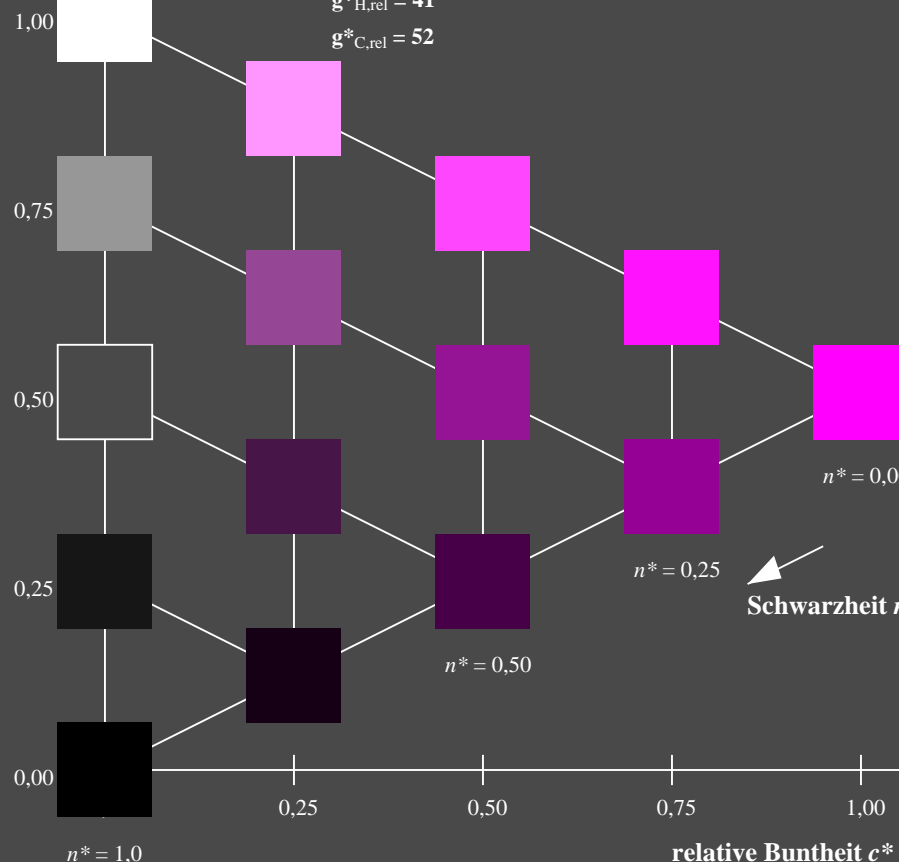 g*H,rel = 41
1,00
g*C,rel = 52
0,75
0,50
n* = 0,0
0,25
n* = 0,25
Schwarzheit n
n* = 0,50
0,00
0,25 0,50 0,75 1,00
n* = 1,0
relative Buntheit c*